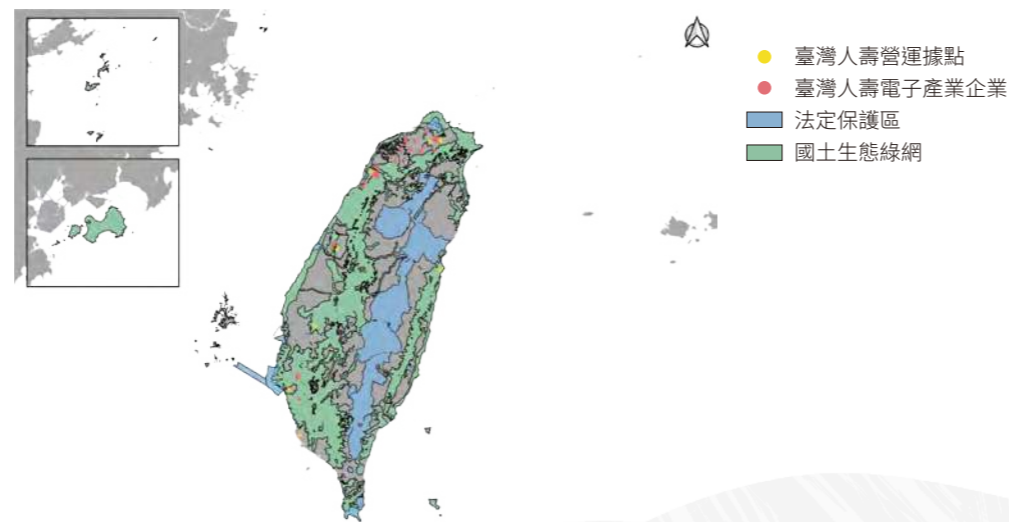 臺灣人壽營運據點
臺灣人壽電子產業企業
法定保護區
國土生態綠網